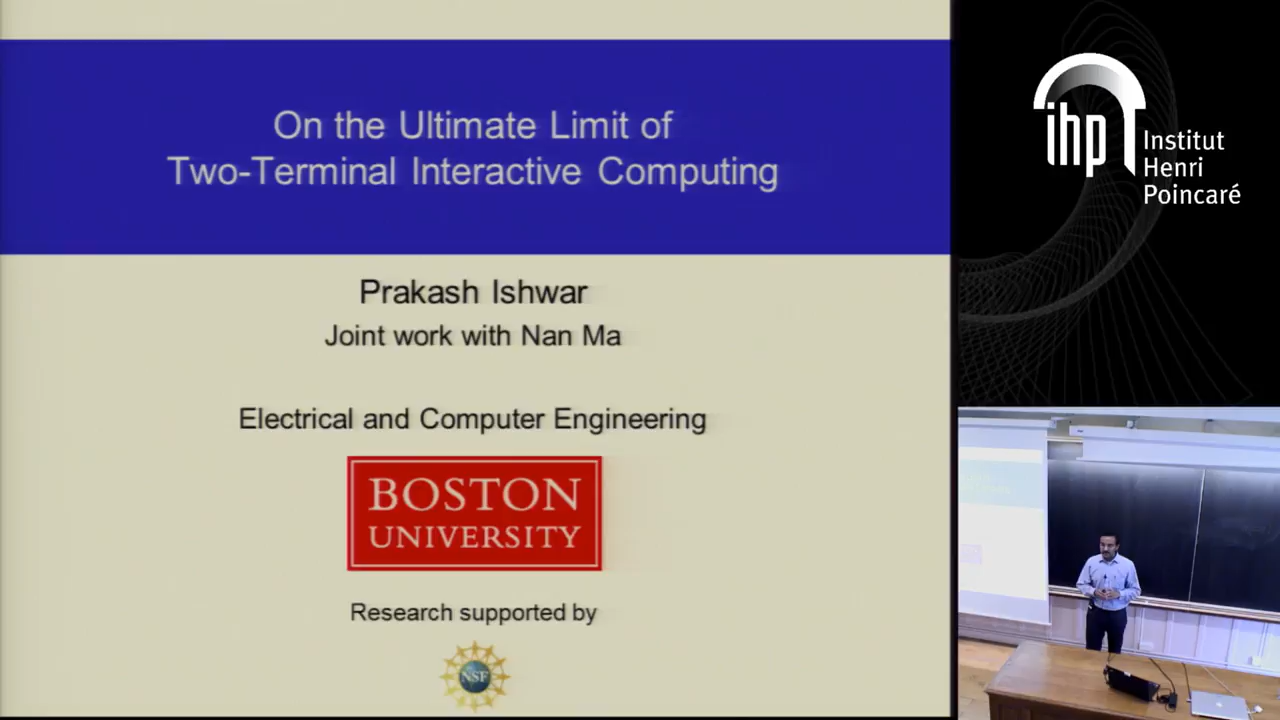 On the Ultimate Limit of
Two-Terminal Interactive Computing
Prakash Ishwar
Joint work with Nan Ma
Electrical and Computer Engineering
BOSTON
UNIVERSITY
Research supported by
NSF
ihp
Institut
Henri
Poincaré